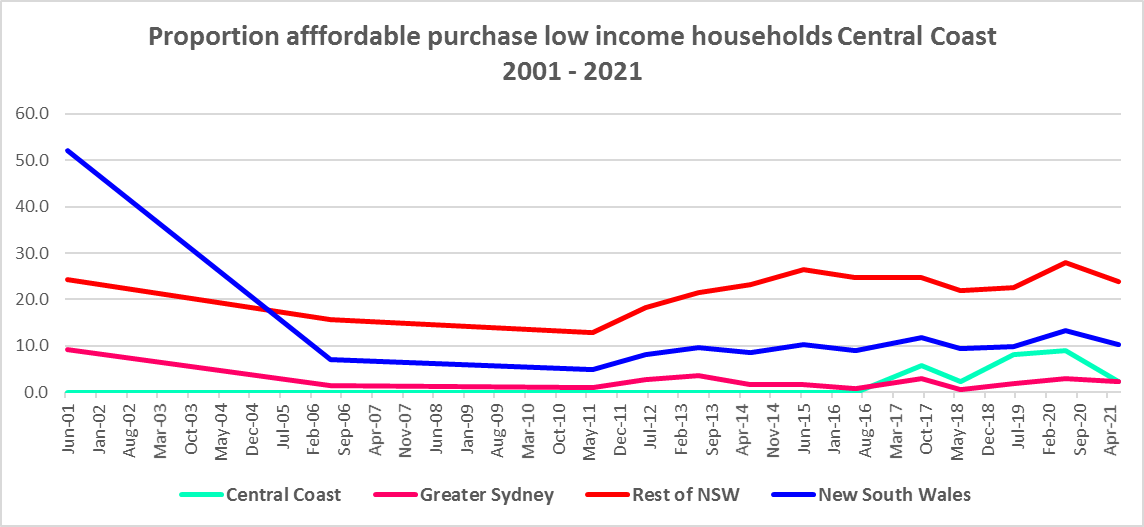 Proportion afffordable purchase low income households Central Coast
2001 - 2021
60.0
50.0
40.0
30.0
20.0
10.0
0.0
Jun-01
Jan-02
Aug-02
Mar-03
Oct-03
May-04
Dec-04
Jul-05
Feb-06
Sep-06
Apr-07
Nov-07
Jun-08
Jan-09
Aug-09
Mar-10
Oct-10
May-11
Dec-11
Jul-12
Feb-13
Sep-13
Apr-14
Nov-14
Jun-15
Jan-16
Aug-16
Mar-17
Oct-17
May-18
Dec-18
Jul-19
Feb-20
Sep-20
Apr-21
Central Coast
Greater Sydney
Rest of NSW
New South Wales